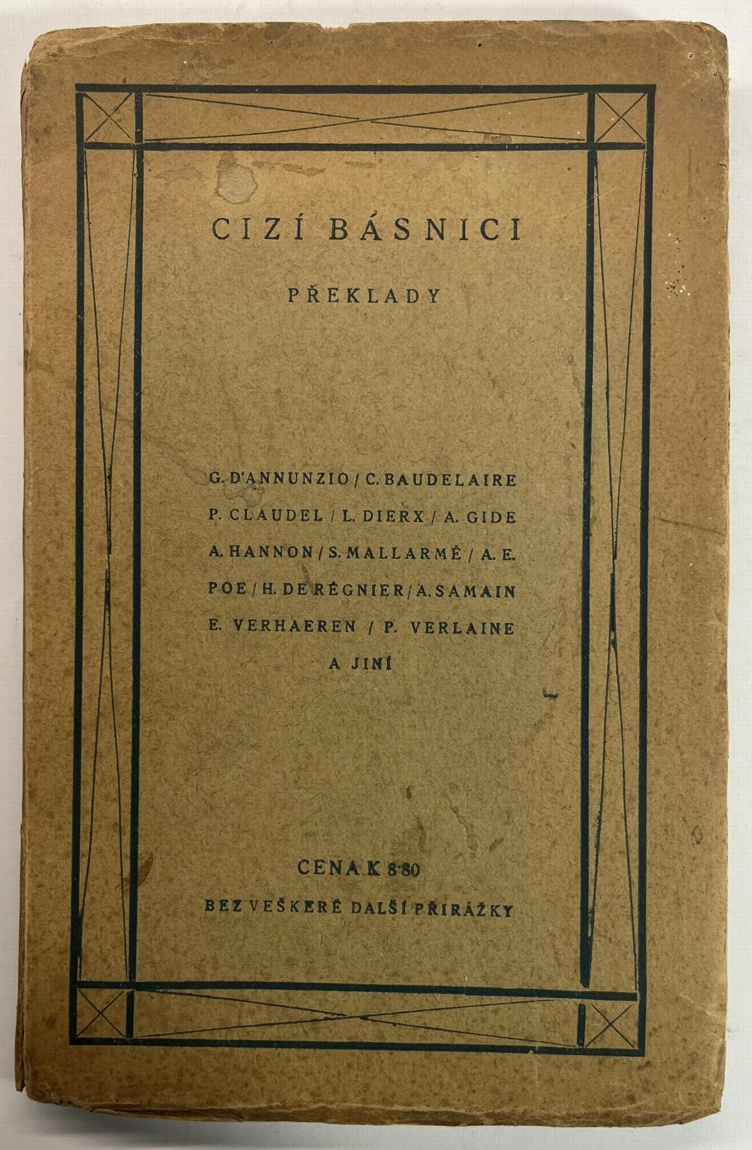 CIZÍ BÁSNICI
PŘEKLADY
G. D'ANNUNZIO / C. BAUDELAIRE
P. CLAUDEL / L. DIERX / A. GIDE
A. HANNON / S. MALLARMÉ / A. E.
POE / H. DE RÉGNIER / A. SAMAIN
E. VERHAEREN / P. VERLAINE
A JINÍ
CENA K 8·80
BEZ VEŠKERÉ DALŠÍ PŘIRÁŽKY